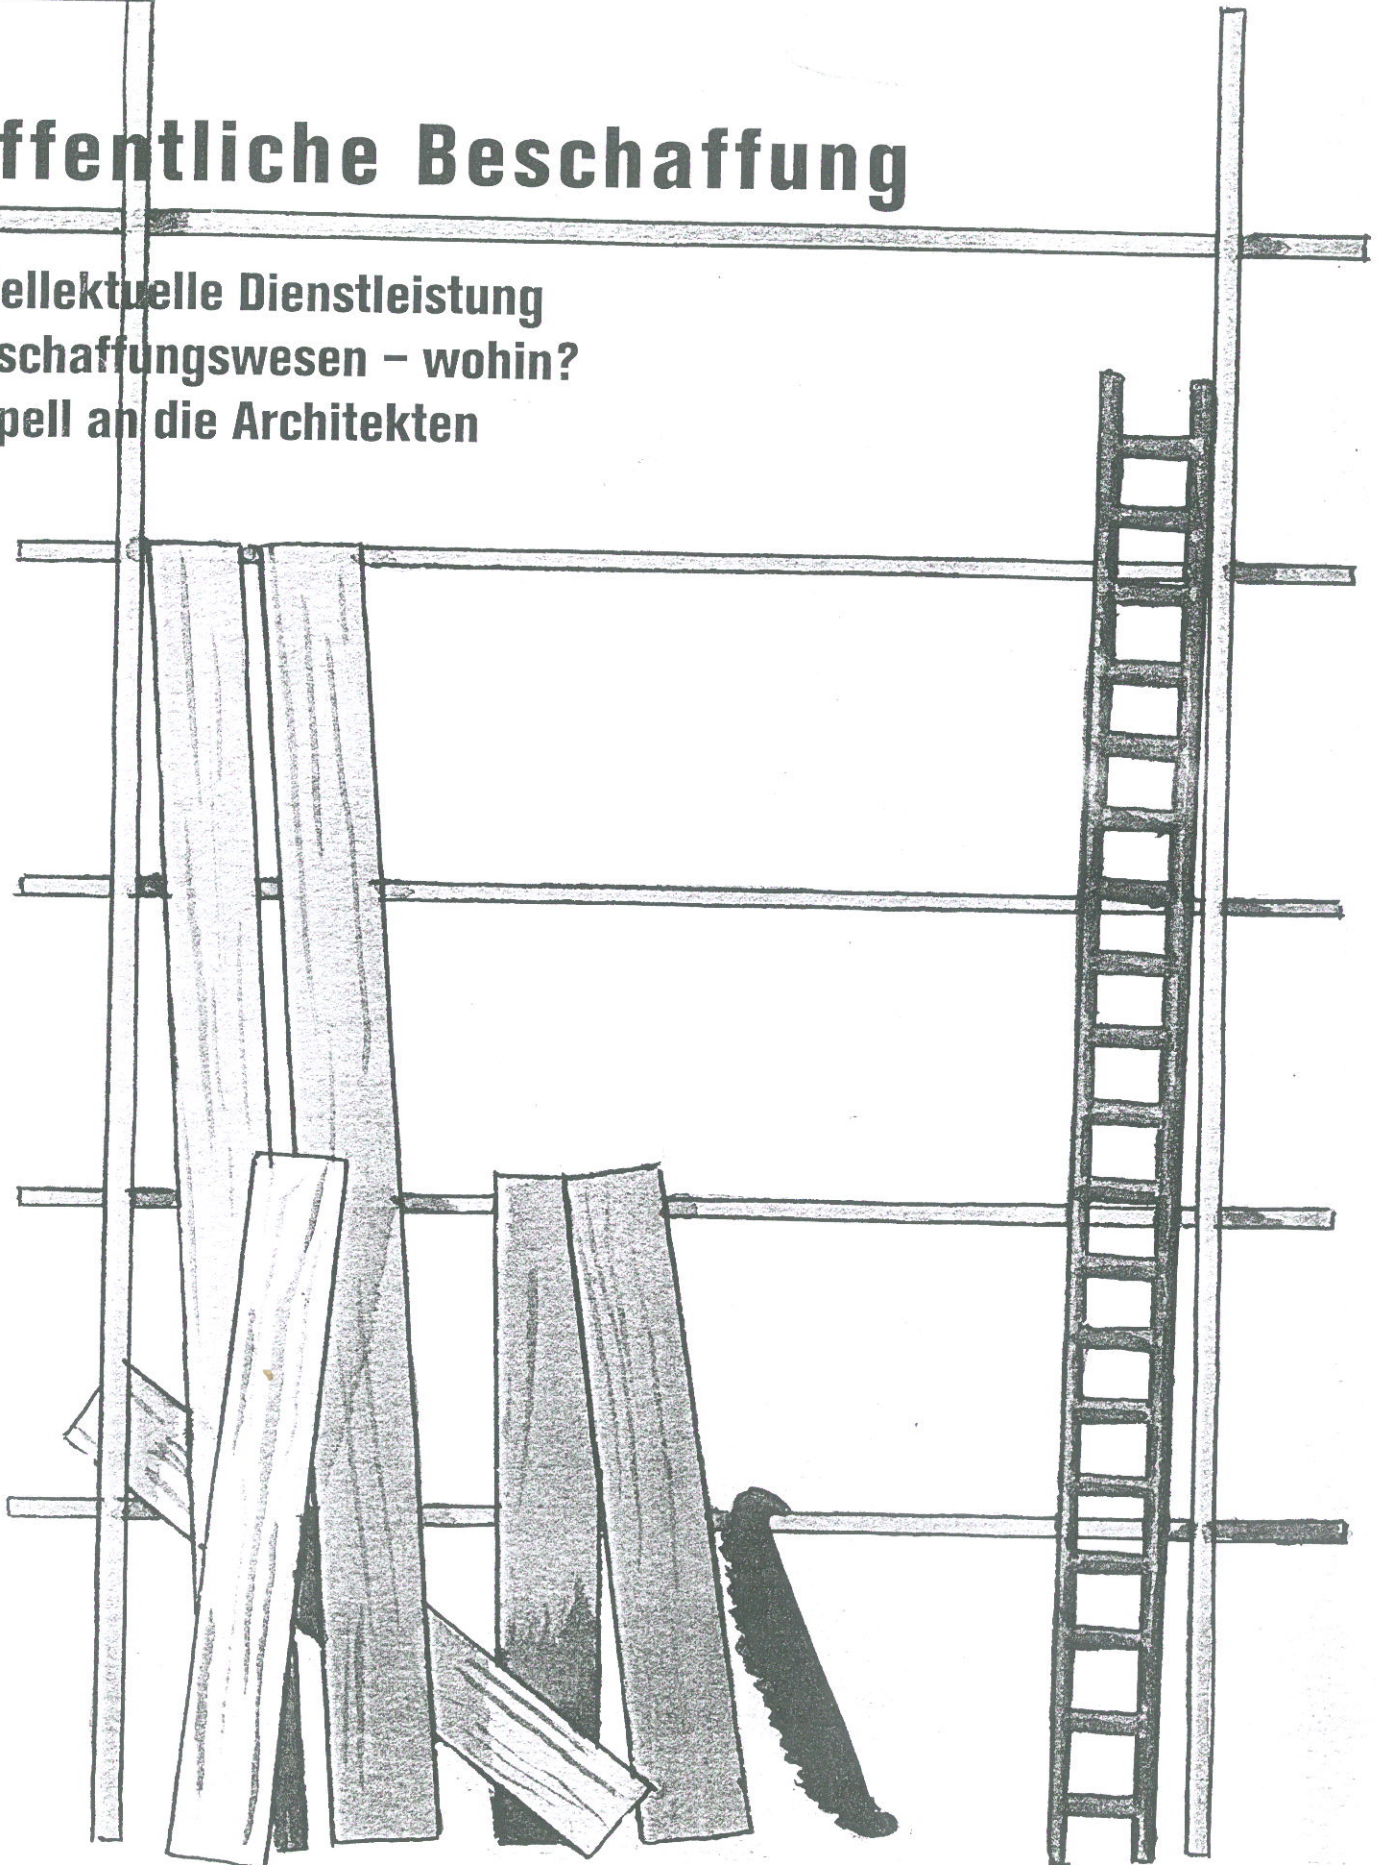 ffentliche Beschaffung
ellektuelle Dienstleistung
schaffungswesen – wohin?
pell an die Architekten